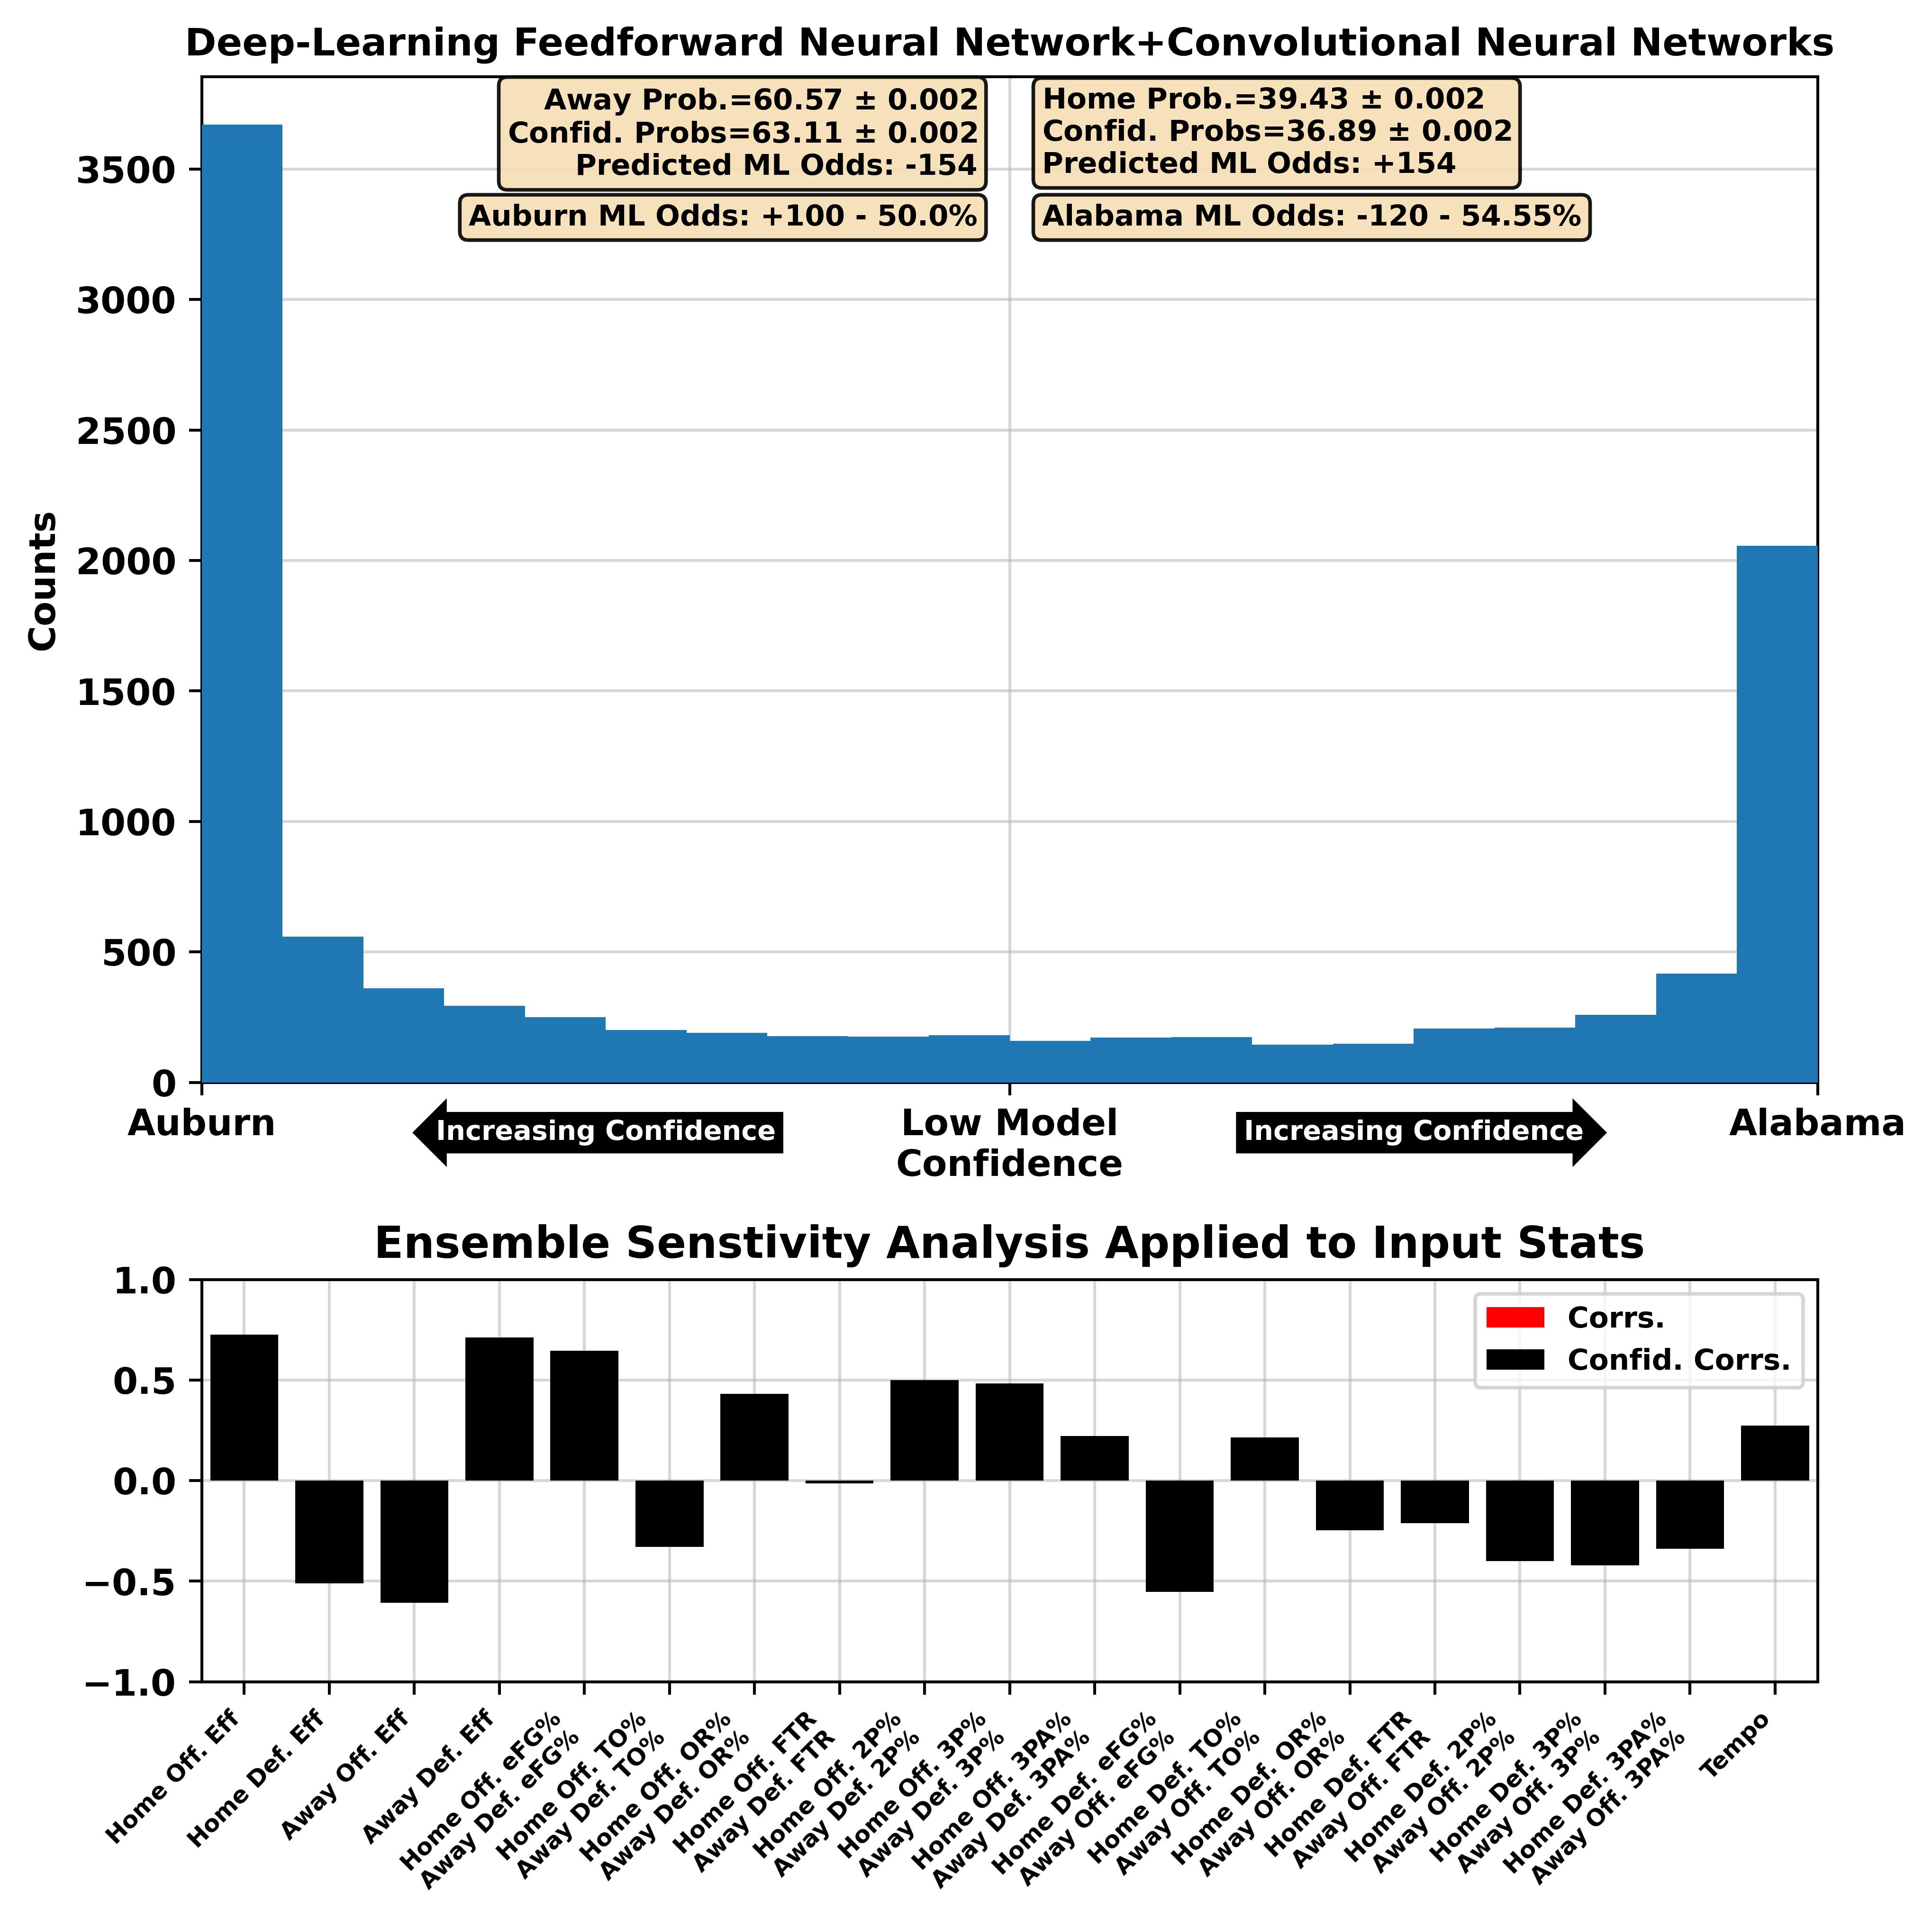 Deep-Learning Feedforward Neural Network+Convolutional Neural Networks
Away Prob.=60.57 ± 0.002
Confid. Probs=63.11 ± 0.002
Predicted ML Odds: -154
Auburn ML Odds: +100 - 50.0%
Home Prob.=39.43 ± 0.002
Confid. Probs=36.89 ± 0.002
Predicted ML Odds: +154
Alabama ML Odds: -120 - 54.55%
Counts
3500
3000
2500
2000
1500
1000
500
0
Auburn
Increasing Confidence
Low Model
Confidence
Increasing Confidence
Alabama
Ensemble Senstivity Analysis Applied to Input Stats
1.0
0.5
0.0
−0.5
−1.0
Corrs.
Confid. Corrs.
Home Off. Eff
Home Def. Eff
Away Off. Eff
Away Def. Eff
Home Off. eFG%
Away Def. eFG%
Home Off. TO%
Away Def. TO%
Home Off. OR%
Away Def. OR%
Home Off. FTR
Away Def. FTR
Home Off. 2P%
Away Def. 2P%
Home Off. 3P%
Away Def. 3P%
Home Off. 3PA%
Away Def. 3PA%
Home Def. eFG%
Away Off. eFG%
Home Def. TO%
Away Off. TO%
Home Def. OR%
Away Off. OR%
Home Def. FTR
Away Off. FTR
Home Def. 2P%
Away Off. 2P%
Home Def. 3P%
Away Off. 3P%
Home Def. 3PA%
Away Off. 3PA%
Tempo